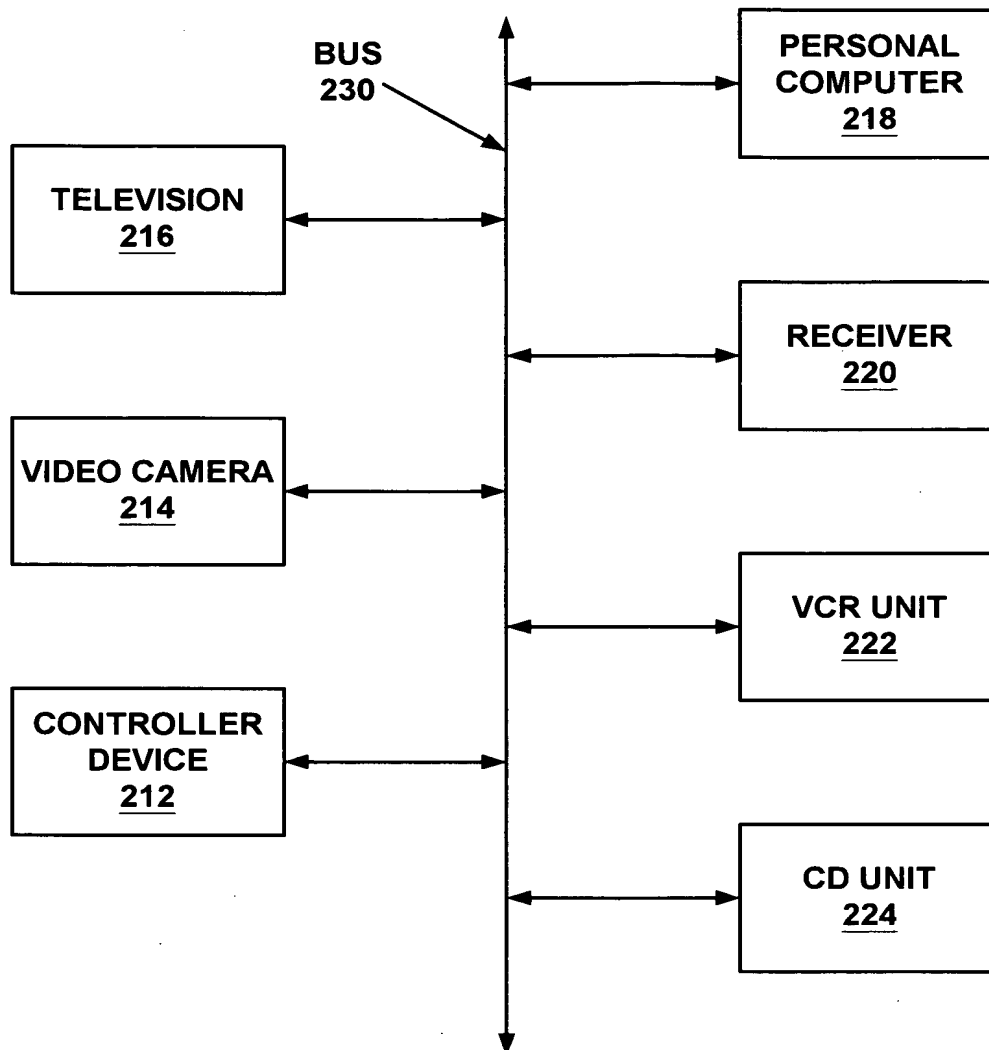 BUS
230
PERSONAL
COMPUTER
218
TELEVISION
216
RECEIVER
220
VIDEO CAMERA
214
VCR UNIT
222
CONTROLLER
DEVICE
212
CD UNIT
224